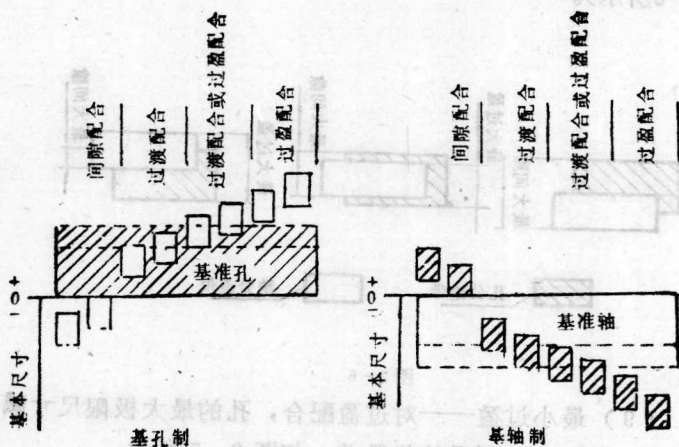 间隙配合
过渡配合
过渡配合或过盈配合
过盈配合
间隙配合
过渡配合
过渡配合或过盈配合
过盈配合
+
0
-
基准孔
基本尺寸
基孔制
+
0
-
基准轴
基本尺寸
基轴制
9）最小过盈——对过盈配合，孔的最大极限尺寸